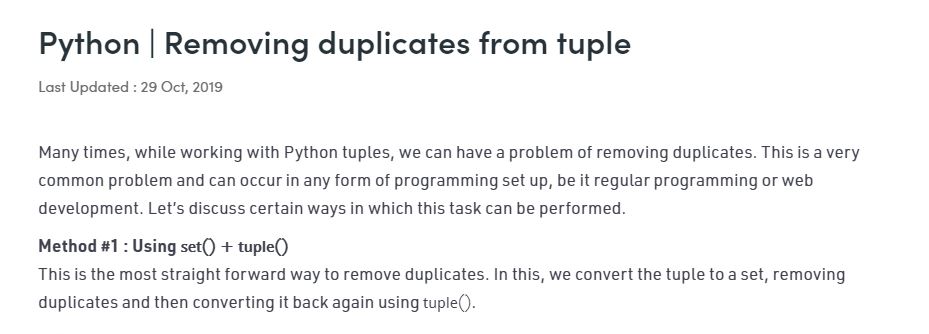 Python | Removing duplicates from tuple
Last Updated : 29 Oct, 2019
Many times, while working with Python tuples, we can have a problem of removing duplicates. This is a very
common problem and can occur in any form of programming set up, be it regular programming or web
development. Let's discuss certain ways in which this task can be performed.
Method #1 : Using set() + tuple()
This is the most straight forward way to remove duplicates. In this, we convert the tuple to a set, removing
duplicates and then converting it back again using tuple().